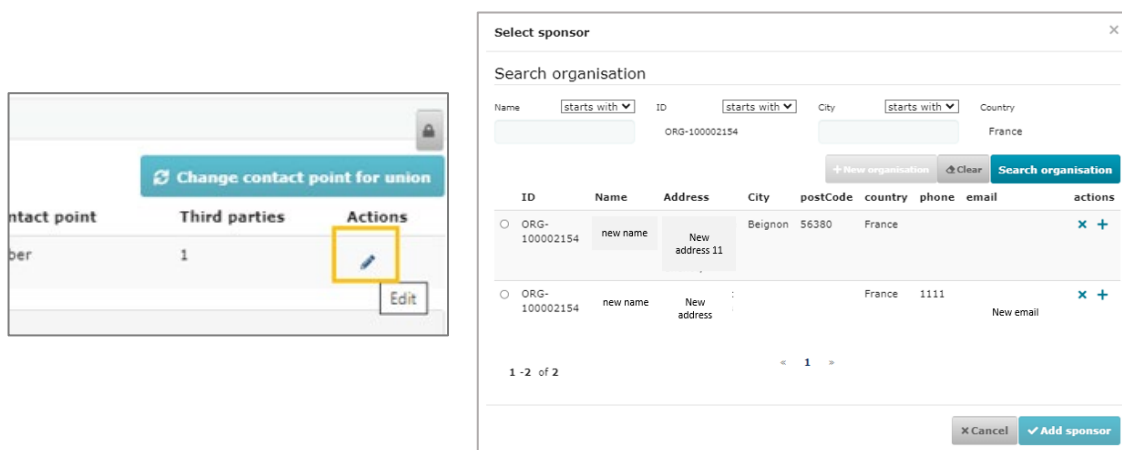 Change contact point for union
ntact point Third parties Actions
ber 1
Edit
Select sponsor
Search organisation
Name starts with ID starts with City starts with Country
ORG-100002154 France
+ New organisation Clear Search organisation
ID Name Address City postCode country phone email actions
ORG-
100002154 new name New
address 11 Beignon 56380 France
ORG-
100002154 new name New
address France 1111 New email
« 1 »
1 -2 of 2
Cancel Add sponsor